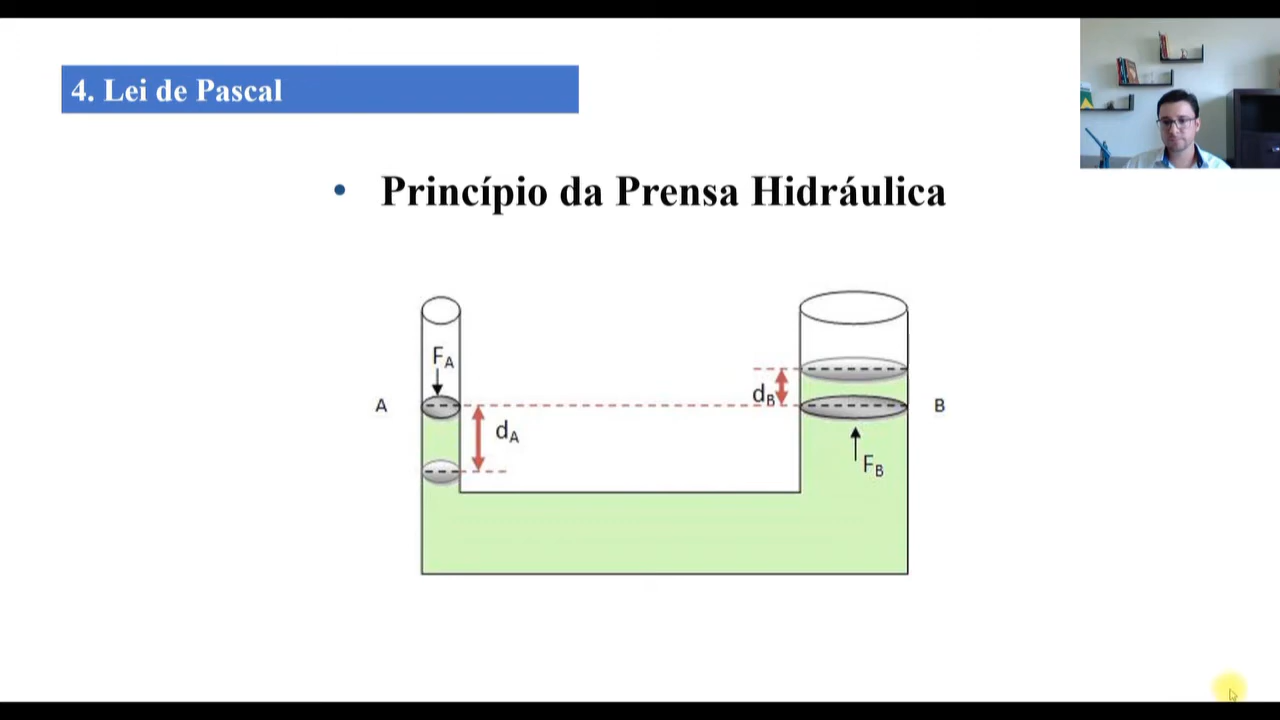 4. Lei de Pascal
• Princípio da Prensa Hidráulica
FA
A
dB
B
dA
FB